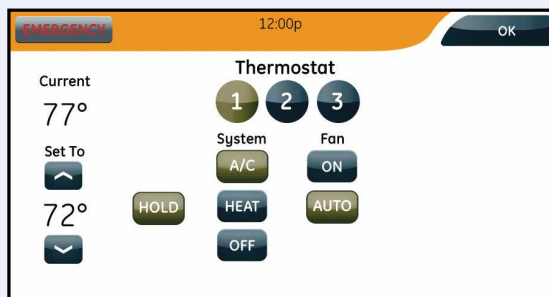 EMERGENCY
12:00p
OK
Thermostat
Current
1 2 3
77°
System Fan
Set To
A/C ON
72° HOLD HEAT AUTO
OFF